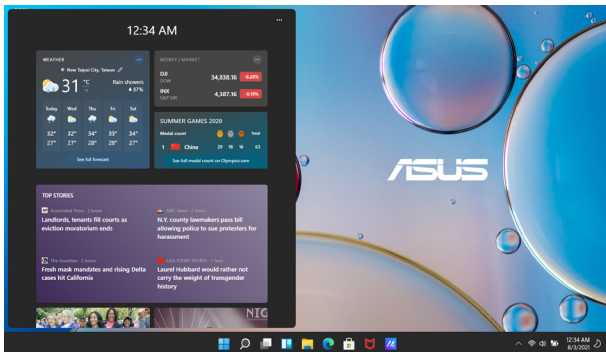 12:34 AM
WEATHER
New Taipei City, Taiwan
31 °C
°F
Rain showers
87%
Today Wed Thu Fri Sat
32° 32° 34° 33° 34°
27° 27° 28° 28° 27°
See full forecast
MONEY | MARKET
DJI
DOW
34,838.16
-0.28%
INX
S&P 500
4,387.16
-0.18%
SUMMER GAMES 2020
Medal count
Total
1 China 29 18 16 63
See full medal count on Olympics.com
TOP STORIES
Associated Press · 2 hours
Landlords, tenants fill courts as
eviction moratorium ends
NBC News · 2 hours
N.Y. county lawmakers pass bill
allowing police to sue protesters for
harassment
The Guardian · 2 hours
Fresh mask mandates and rising Delta
cases hit California
USA TODAY SPORTS · 1 hour
Laurel Hubbard would rather not
carry the weight of transgender
history
NIC
ASUS
12:34 AM
8/3/2021